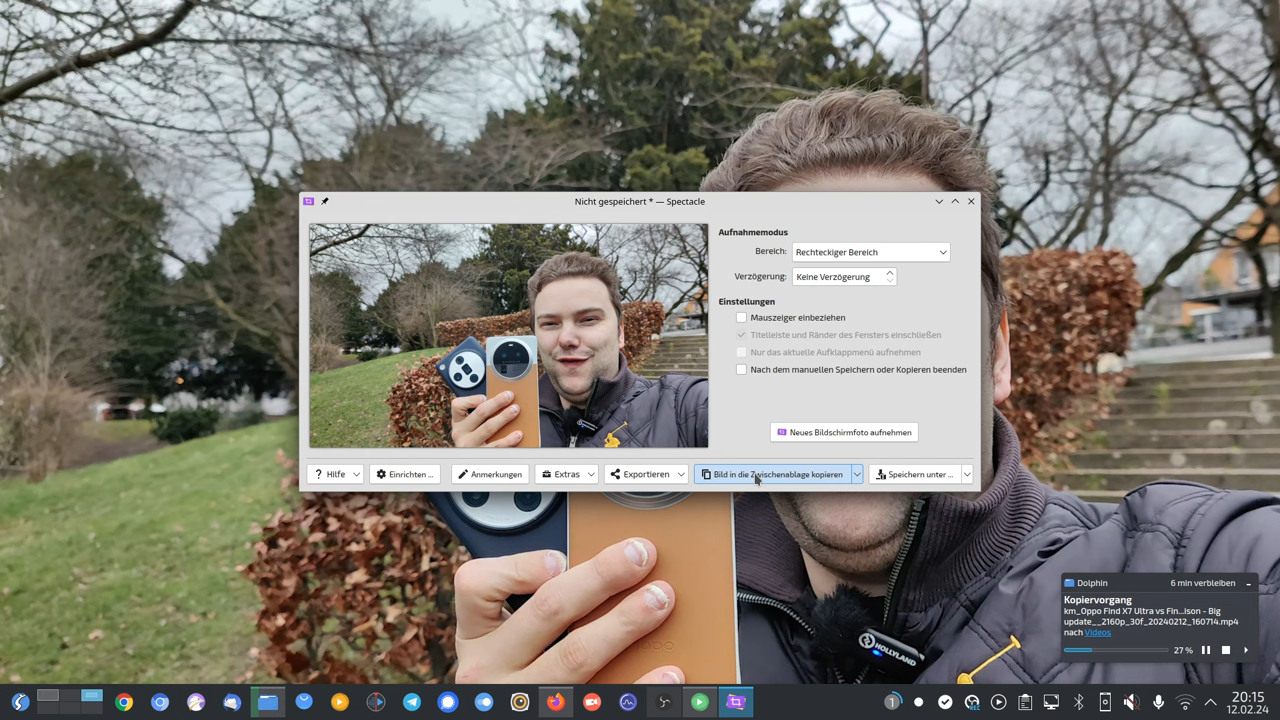 Nicht gespeichert * — Spectacle
Aufnahmemodus
Bereich: Rechteckiger Bereich
Verzögerung: Keine Verzögerung
Einstellungen
Mauszeiger einbeziehen
Titelleiste und Ränder des Fensters einschließen
Nur das aktuelle Aufklappmenü aufnehmen
Nach dem manuellen Speichern oder Kopieren beenden
Neues Bildschirmfoto aufnehmen
? Hilfe Einrichten ... Anmerkungen Extras Exportieren Bild in die Zwischenablage kopieren Speichern unter ...
HOLLYLAND
Dolphin 6 min verbleiben
Kopiervorgang
km_Oppo Find X7 Ultra vs Fin...ison - Big
update__2160p_30f_20240212_160714.mp4
nach Videos
27 %
1
20:15
12.02.24